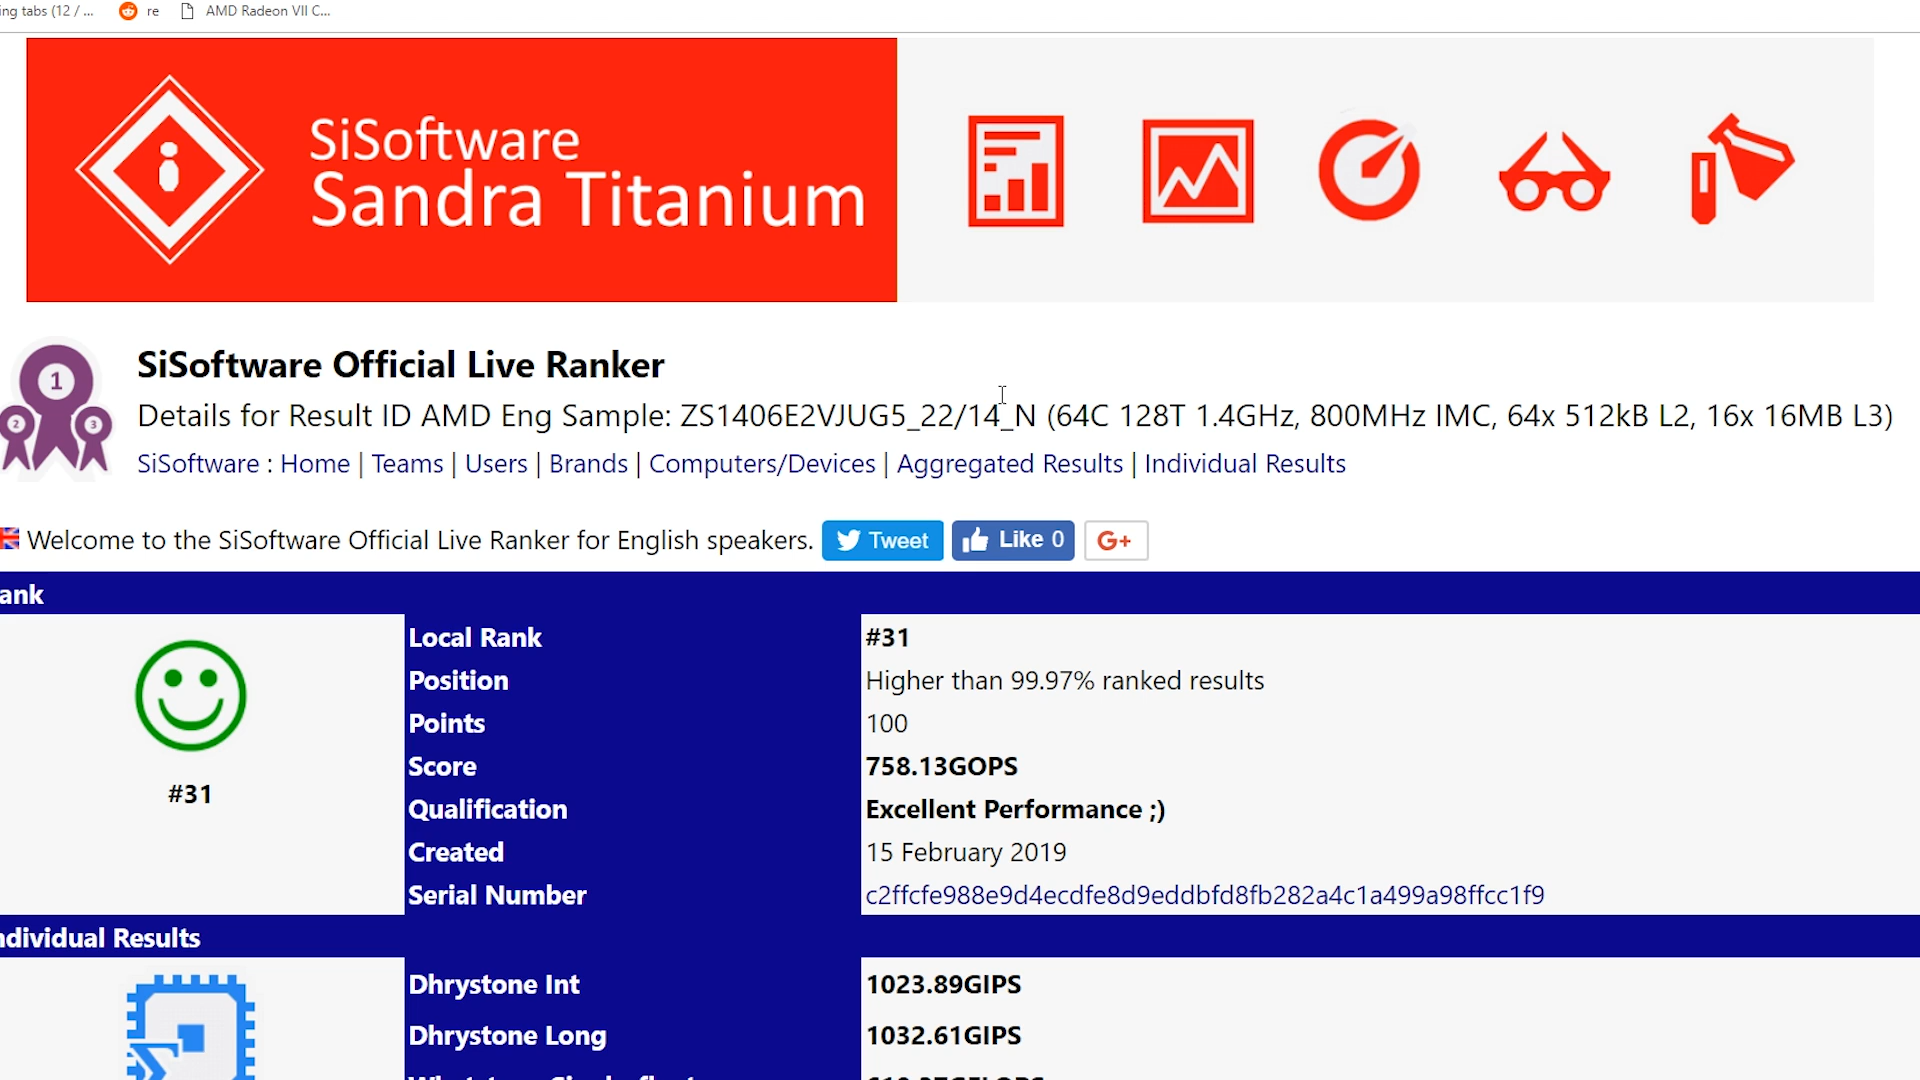 ng tabs (12 / ...
re
AMD Radeon VII C...
SiSoftware
Sandra Titanium
1
2
3
SiSoftware Official Live Ranker
Details for Result ID AMD Eng Sample: ZS1406E2VJUG5_22/14_N (64C 128T 1.4GHz, 800MHz IMC, 64x 512kB L2, 16x 16MB L3)
SiSoftware : Home | Teams | Users | Brands | Computers/Devices | Aggregated Results | Individual Results
Welcome to the SiSoftware Official Live Ranker for English speakers.
Tweet
Like 0
G+
ank
#31
Local Rank #31
Position Higher than 99.97% ranked results
Points 100
Score 758.13GOPS
Qualification Excellent Performance ;)
Created 15 February 2019
Serial Number c2ffcfe988e9d4ecdfe8d9eddbfd8fb282a4c1a499a98ffcc1f9
ndividual Results
Dhrystone Int 1023.89GIPS
Dhrystone Long 1032.61GIPS